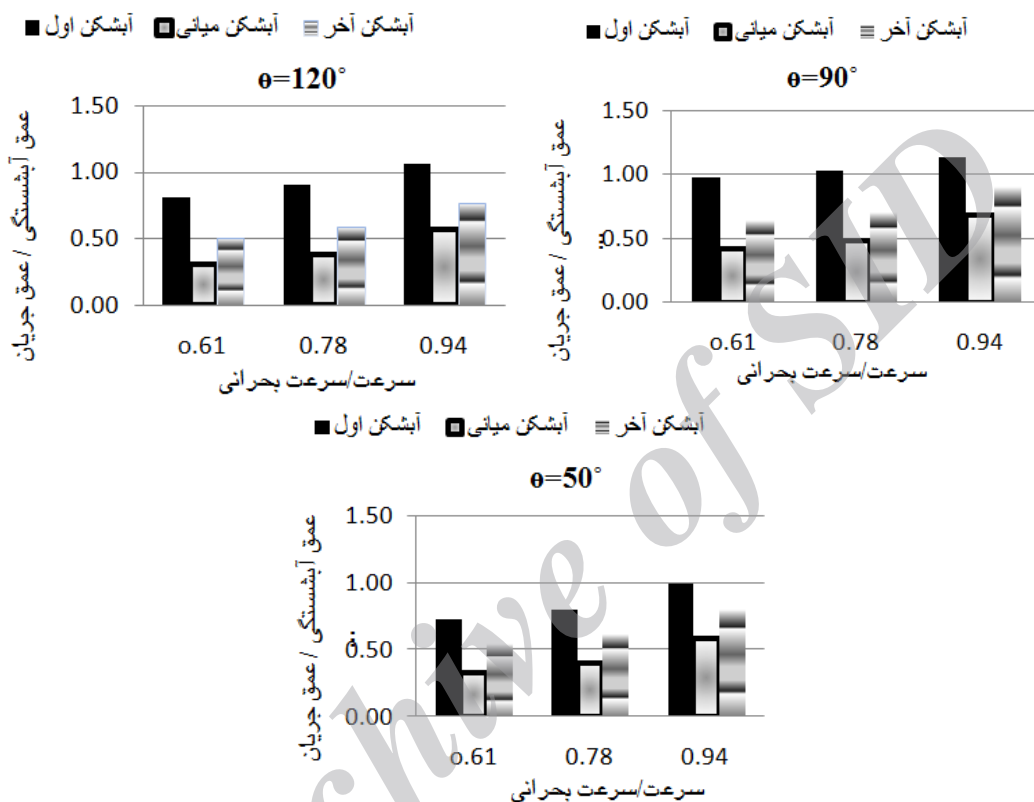 آبشکن اول آبشکن میانی آبشکن آخر
ɵ=120˚
عمق آبشستگی / عمق جریان
1.50
1.00
0.50
0.00
o.61 0.78 0.94
سرعت/سرعت بحرانی
آبشکن اول آبشکن میانی آبشکن آخر
ɵ=90˚
عمق آبشستگی / عمق جریان
1.50
1.00
0.50
0.00
o.61 0.78 0.94
سرعت/سرعت بحرانی
آبشکن اول آبشکن میانی آبشکن آخر
ɵ=50˚
عمق آبشستگی / عمق جریان
1.50
1.00
0.50
0.00
o.61 0.78 0.94
سرعت/سرعت بحرانی
chive of SID